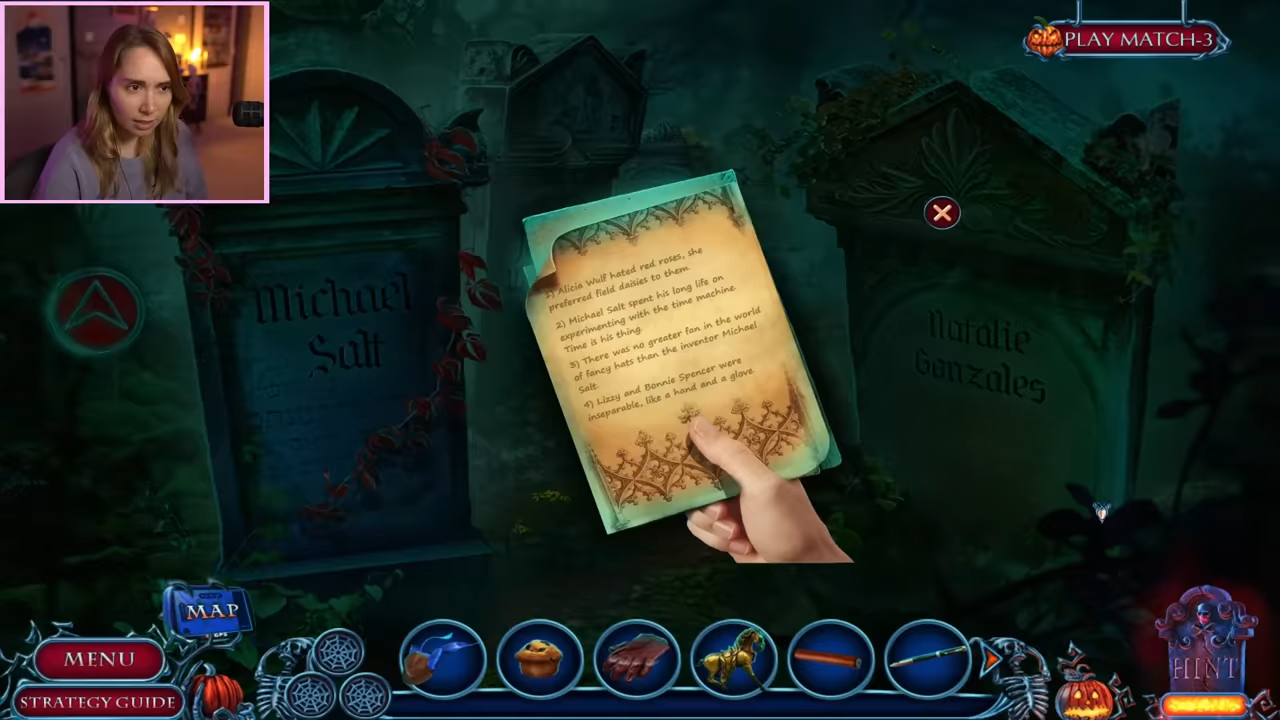 PLAY MATCH-3
Michael
Salt
Natalie
Gonzales
1) Alicia Wulf hated red roses, she
preferred field daisies to them.
2) Michael Salt spent his long life on
experimenting with the time machine.
Time is his thing.
3) There was no greater fan in the world
of fancy hats than the inventor Michael
Salt.
4) Lizzy and Bonnie Spencer were
inseparable, like a hand and a glove.
MAP
MENU
STRATEGY GUIDE
HINT